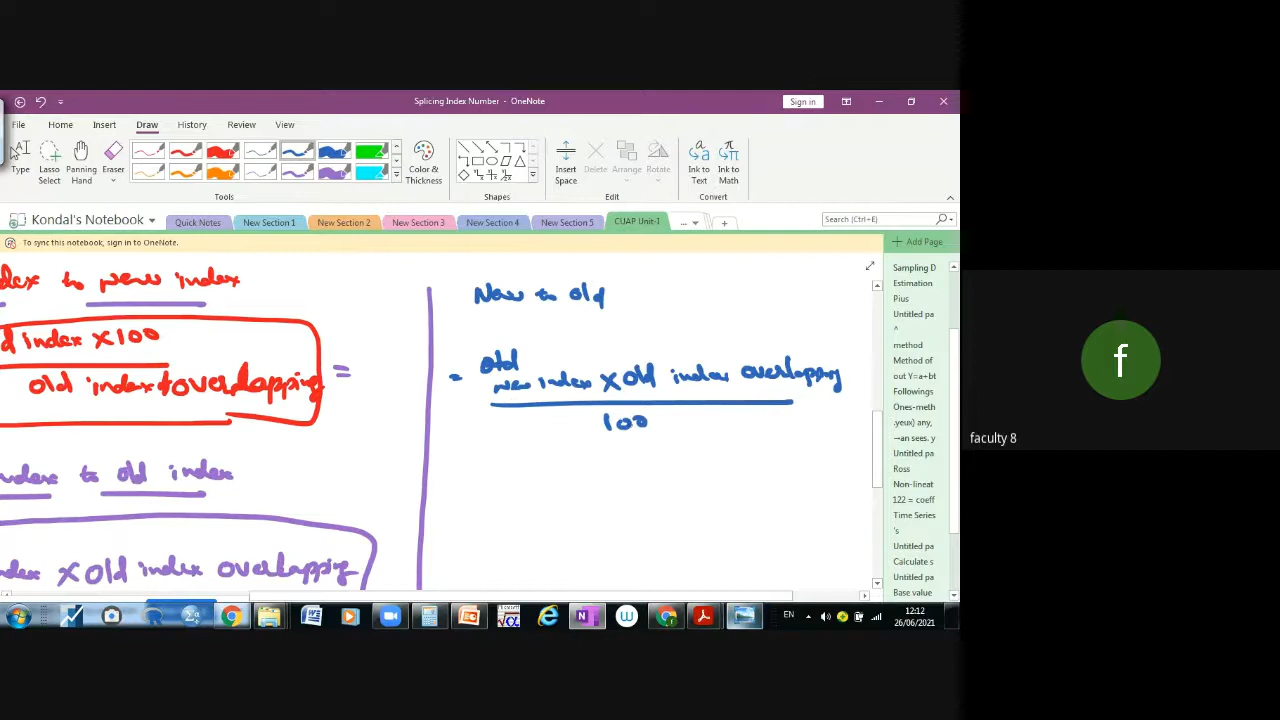 Splicing Index Number - OneNote
Sign in
File Home Insert Draw History Review View
Type
Lasso Select
Panning Hand
Eraser
Color & Thickness
Insert Space
Delete
Arrange
Rotate
Ink to Text
Ink to Math
Tools
Shapes
Edit
Convert
Kondal's Notebook
Quick Notes
New Section 1
New Section 2
New Section 3
New Section 4
New Section 5
CUAP Unit-I
...
+
Search (Ctrl+E)
To sync this notebook, sign in to OneNote.
+ Add Page
dex to new index
d index X 100
old index overlapping
=
index to old index
ndex X old index overlapping
New to old
old
= new index X old index overlapping
100
Sampling D
Estimation
Pius
Untitled pa
^
method
Method of
out Y=a+bt
Followings
Ones-meth
.yeux) any,
→an sees. y
Untitled pa
Ross
Non-lineat
122 = coeff
Time Series
's
Untitled pa
Calculate s
Untitled pa
Base value
EN
12:12
26/06/2021
f
faculty 8